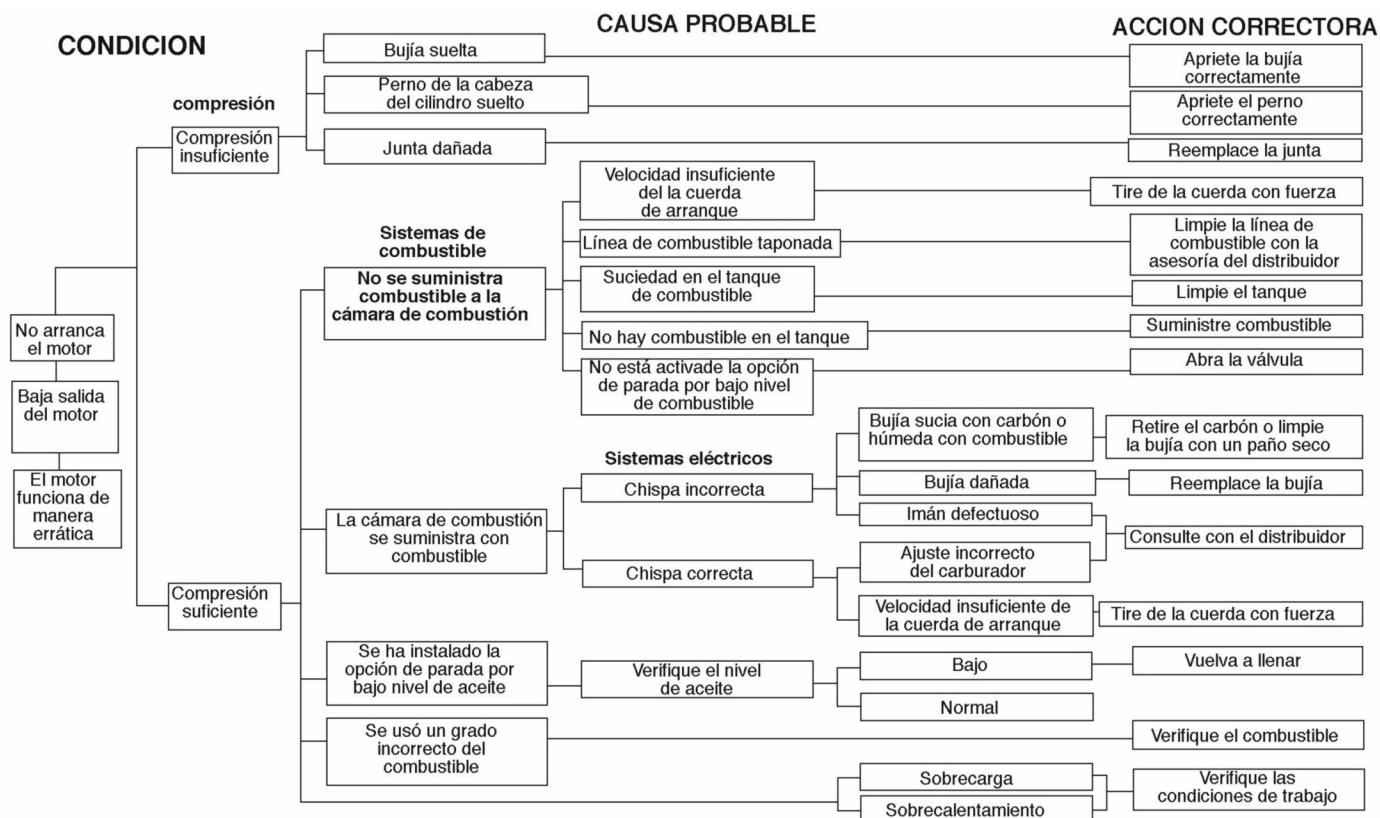 CONDICION
CAUSA PROBABLE
ACCION CORRECTORA
No arranca
el motor
Baja salida
del motor
El motor
funciona de
manera
errática
compresión
Compresión
insuficiente
Bujía suelta
Apriete la bujía
correctamente
Perno de la cabeza
del cilindro suelto
Apriete el perno
correctamente
Junta dañada
Reemplace la junta
Compresión
suficiente
Sistemas de
combustible
No se suministra
combustible a la
cámara de combustión
Velocidad insuficiente
del la cuerda
de arranque
Tire de la cuerda con fuerza
Línea de combustible taponada
Limpie la línea de
combustible con la
asesoría del distribuidor
Suciedad en el tanque
de combustible
Limpie el tanque
No hay combustible en el tanque
Suministre combustible
No está activade la opción
de parada por bajo nivel
de combustible
Abra la válvula
La cámara de combustión
se suministra con
combustible
Sistemas eléctricos
Chispa incorrecta
Bujía sucia con carbón o
húmeda con combustible
Retire el carbón o limpie
la bujía con un paño seco
Bujía dañada
Reemplace la bujía
Imán defectuoso
Consulte con el distribuidor
Chispa correcta
Ajuste incorrecto
del carburador
Velocidad insuficiente de
la cuerda de arranque
Tire de la cuerda con fuerza
Se ha instalado la
opción de parada por
bajo nivel de aceite
Verifique el nivel
de aceite
Bajo
Vuelva a llenar
Normal
Se usó un grado
incorrecto del
combustible
Verifique el combustible
Sobrecarga
Sobrecalentamiento
Verifique las
condiciones de trabajo